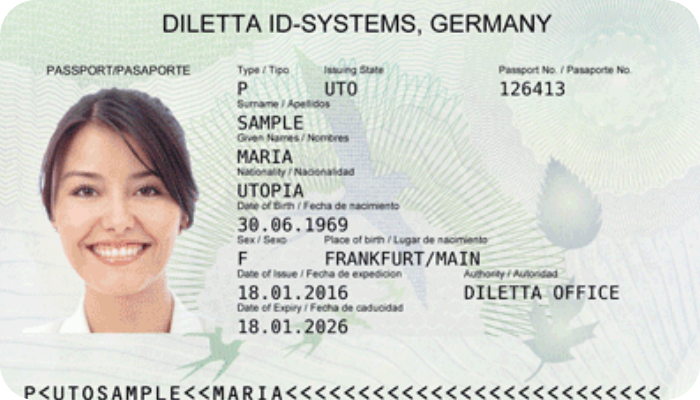 DILETTA ID-SYSTEMS, GERMANY
PASSPORT/PASAPORTE
Type / Tipo Issuing State Passport No. / Pasaporte No.
P UTO 126413
Surname / Apellidos
SAMPLE
Given Names / Nombres
MARIA
Nationality / Nacionalidad
UTOPIA
Date of Birth / Fecha de nacimiento
30.06.1969
Sex / Sexo Place of birth / Lugar de nacimiento
F FRANKFURT/MAIN
Date of Issue / Fecha de expedicion Authority / Autoridad
18.01.2016 DILETTA OFFICE
Date of Expiry / Fecha de caducidad
18.01.2026
P<UTOSAMPLE<<MARIA<<<<<<<<<<<<<<<<<<<<<<<<<<